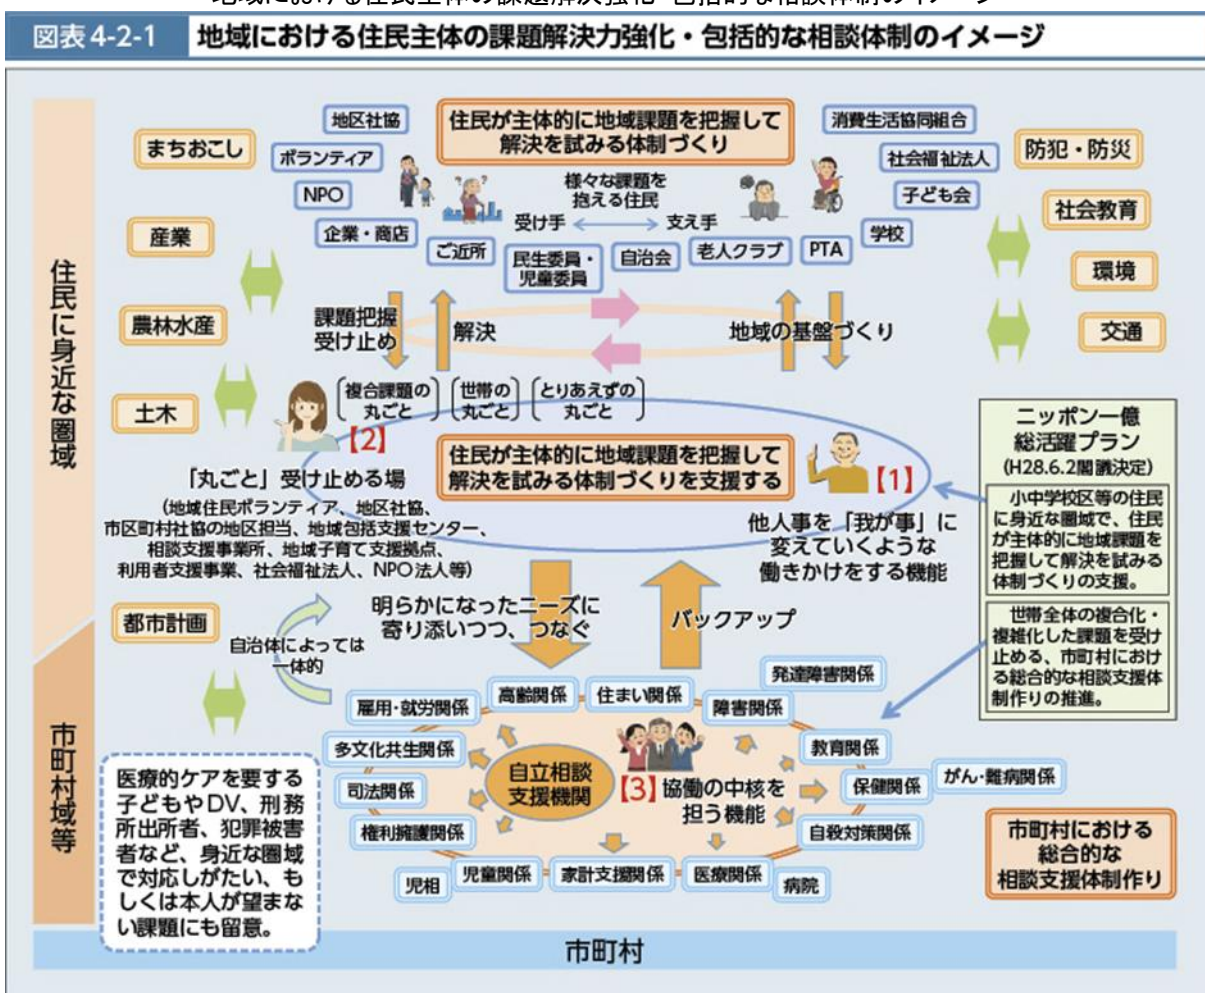 地域における住民主体の課題解決強化・包括的な相談体制のイメージ
図表4-2-1 地域における住民主体の課題解決力強化・包括的な相談体制のイメージ
住民に身近な圏域
まちおこし
産業
農林水産
土木
都市計画
地区社協
ボランティア
NPO
企業・商店
ご近所
民生委員・
児童委員
自治会
老人クラブ
PTA
学校
子ども会
社会福祉法人
消費生活協同組合
住民が主体的に地域課題を把握して
解決を試みる体制づくり
様々な課題を
抱える住民
受け手
支え手
防犯・防災
社会教育
環境
交通
課題把握
受け止め
解決
地域の基盤づくり
複合課題の
丸ごと
世帯の
丸ごと
とりあえずの
丸ごと
【2】
「丸ごと」受け止める場
(地域住民ボランティア、地区社協、
市区町村社協の地区担当、地域包括支援センター、
相談支援事業所、地域子育て支援拠点、
利用者支援事業、社会福祉法人、NPO法人等)
住民が主体的に地域課題を把握して
解決を試みる体制づくりを支援する
【1】
他人事を「我が事」に
変えていくような
働きかけをする機能
ニッポン一億
総活躍プラン
(H28.6.2閣議決定)
小中学校区等の住民
に身近な圏域で、住民
が主体的に地域課題を
把握して解決を試みる
体制づくりの支援。
世帯全体の複合化・
複雑化した課題を受け
止める、市町村におけ
る総合的な相談支援体
制作りの推進。
明らかになったニーズに
寄り添いつつ、つなぐ
バックアップ
自治体によっては
一体的
市町村域等
医療的ケアを要する
子どもやDV、刑務
所出所者、犯罪被害
者など、身近な圏域
で対応しがたい、も
しくは本人が望まな
い課題にも留意。
雇用・就労関係
高齢関係
住まい関係
障害関係
発達障害関係
多文化共生関係
教育関係
司法関係
保健関係
がん・難病関係
権利擁護関係
自殺対策関係
児相
児童関係
家計支援関係
医療関係
病院
自立相談
支援機関
【3】協働の中核を
担う機能
市町村における
総合的な
相談支援体制作り
市町村